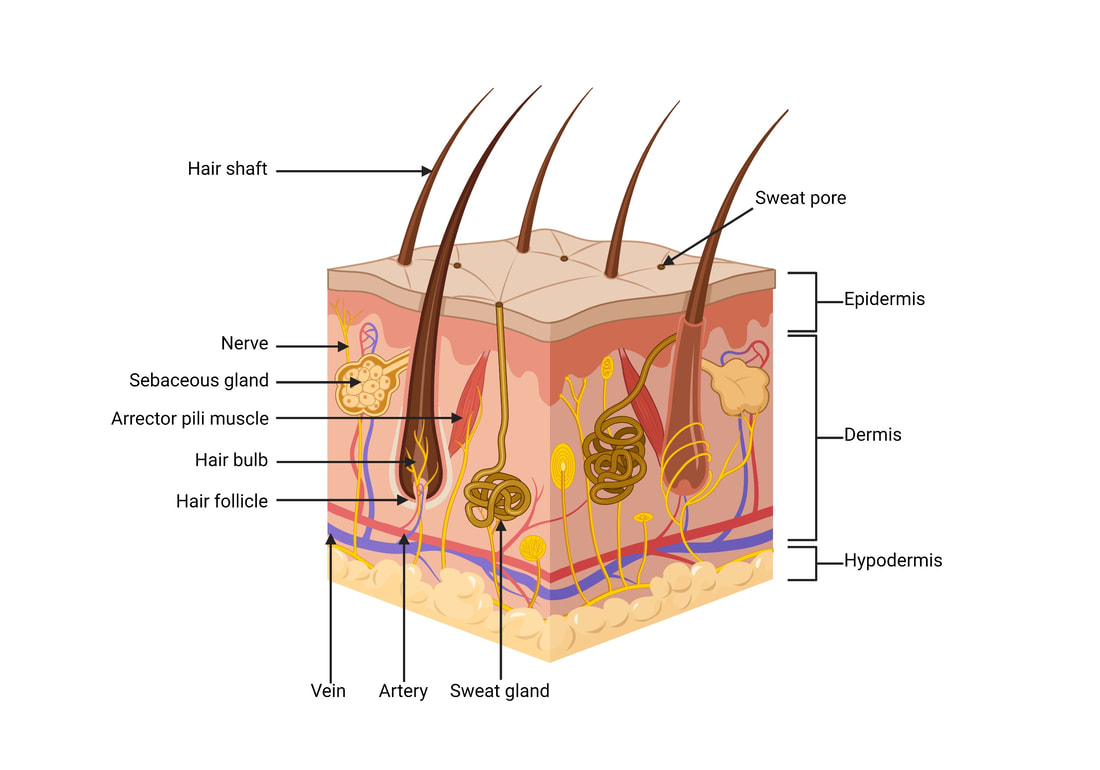 Hair shaft
Sweat pore
Epidermis
Nerve
Sebaceous gland
Arrector pili muscle
Dermis
Hair bulb
Hair follicle
Hypodermis
Vein
Artery
Sweat gland